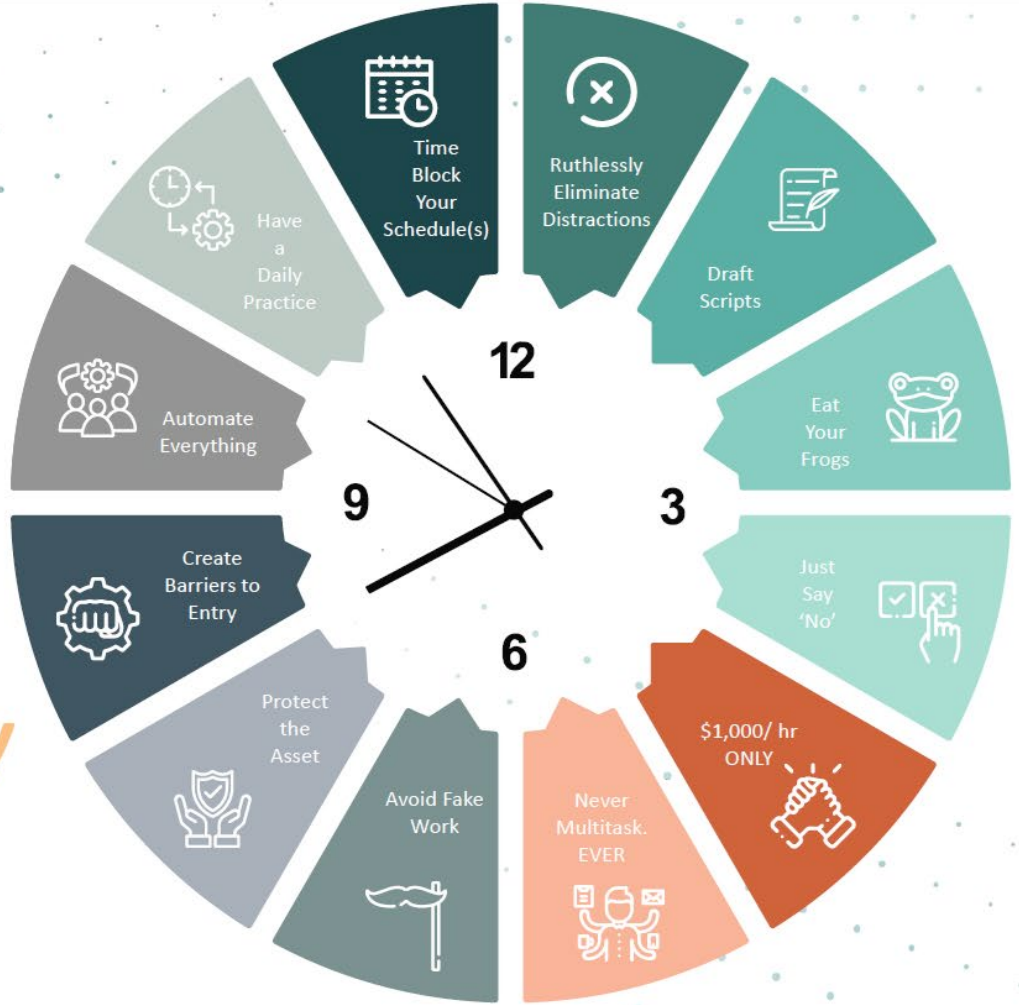 Time
Block
Your
Schedule(s)
Ruthlessly
Eliminate
Distractions
Draft
Scripts
Eat
Your
Frogs
Just
Say
‘No’
$1,000/ hr
ONLY
Never
Multitask.
EVER
Avoid Fake
Work
Protect
the
Asset
Create
Barriers to
Entry
Automate
Everything
Have
a
Daily
Practice
12
3
6
9